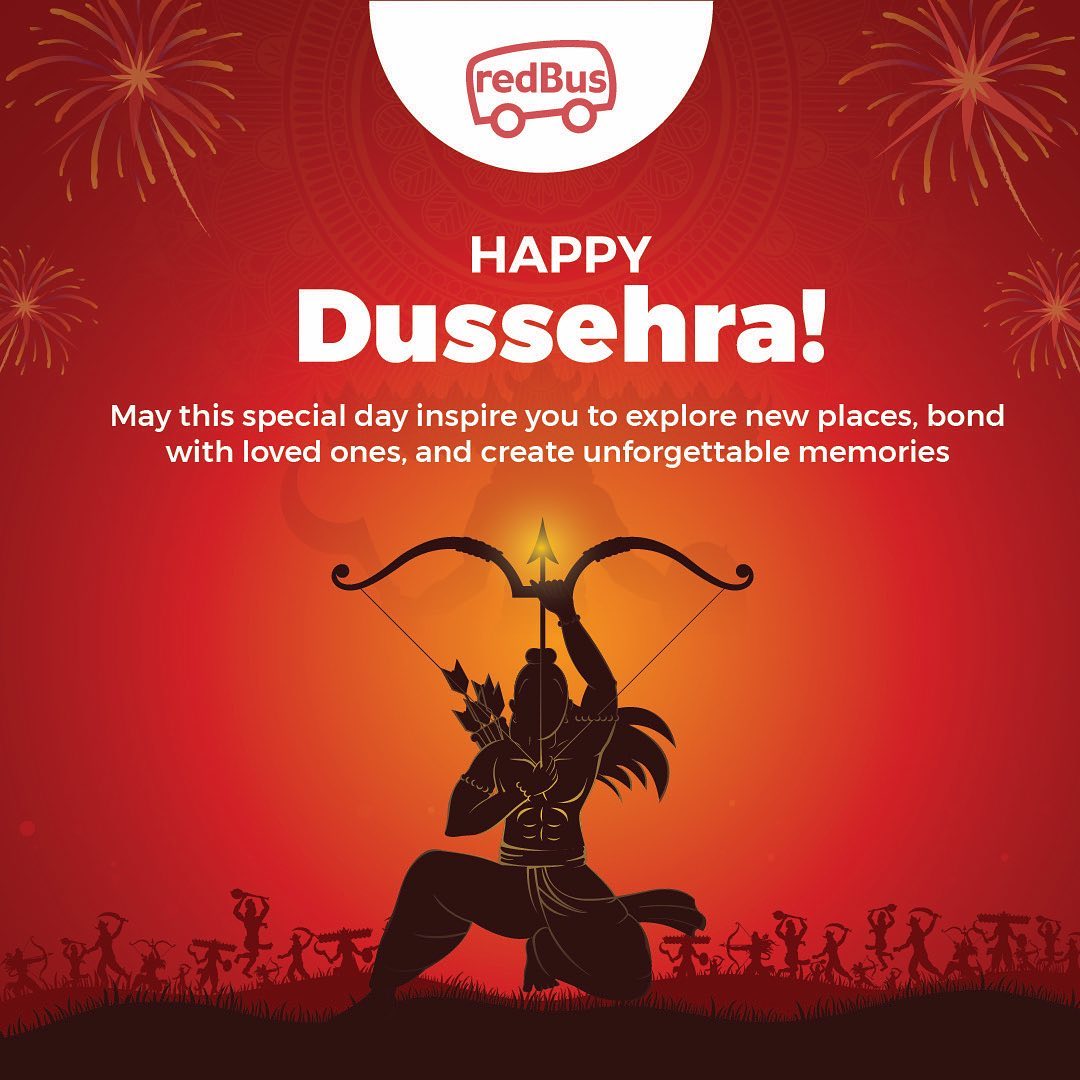 redBus
HAPPY
Dussehra!
May this special day inspire you to explore new places, bond
with loved ones, and create unforgettable memories